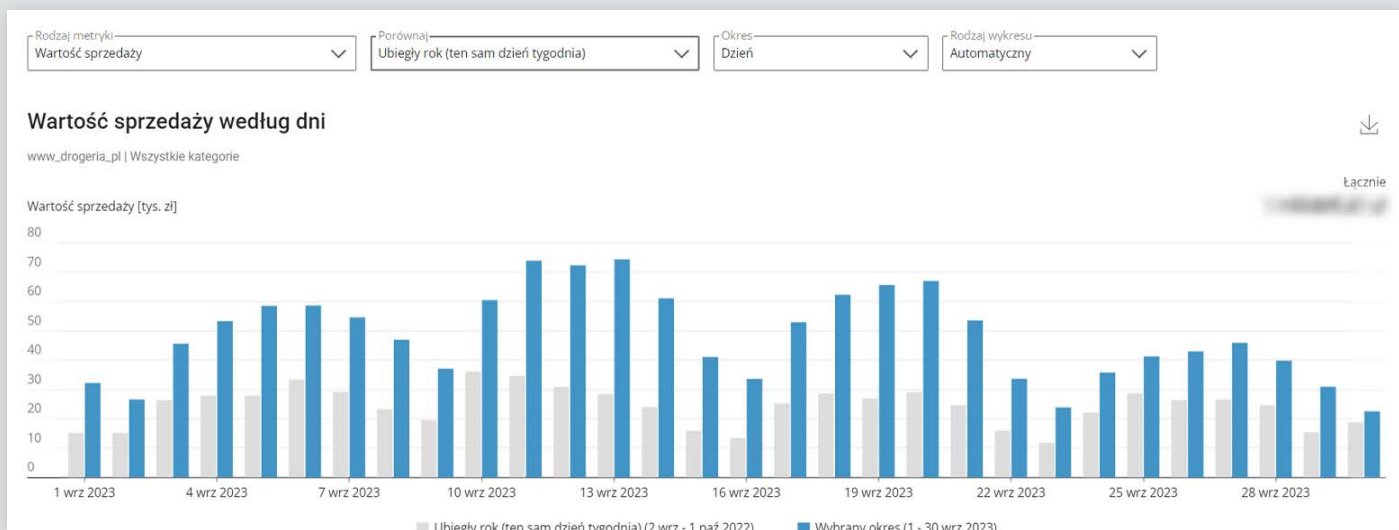 Rodzaj metryki
Wartość sprzedaży
Porównaj
Ubiegły rok (ten sam dzień tygodnia)
Okres
Dzień
Rodzaj wykresu
Automatyczny
Wartość sprzedaży według dni
www_drogeria_pl | Wszystkie kategorie
Łącznie
Wartość sprzedaży [tys. zł]
80
70
60
50
40
30
20
10
0
1 wrz 2023 4 wrz 2023 7 wrz 2023 10 wrz 2023 13 wrz 2023 16 wrz 2023 19 wrz 2023 22 wrz 2023 25 wrz 2023 28 wrz 2023
Ubiegły rok (ten sam dzień tygodnia) (2 wrz - 1 paź 2022) Wybrany okres (1 - 30 wrz 2023)